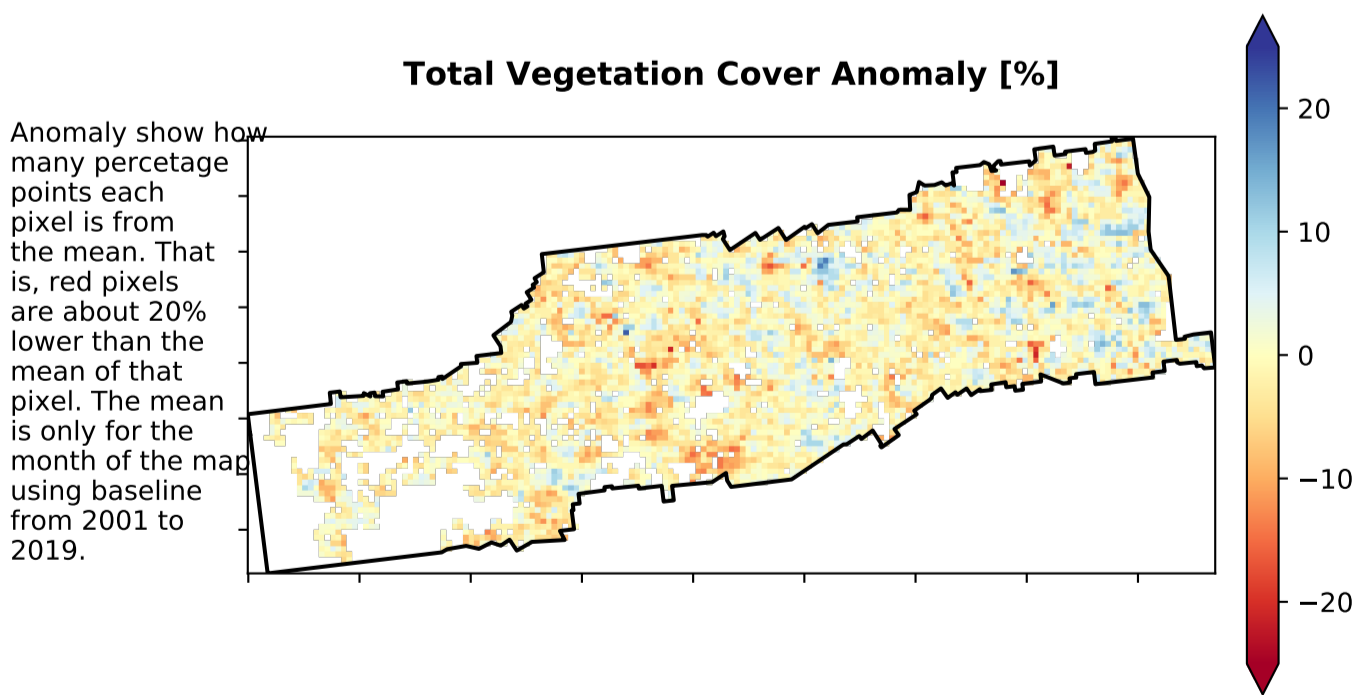 Total Vegetation Cover Anomaly [%]
Anomaly show how
many percetage
points each
pixel is from
the mean. That
is, red pixels
are about 20%
lower than the
mean of that
pixel. The mean
is only for the
month of the map
using baseline
from 2001 to
2019.
20
10
0
−10
−20